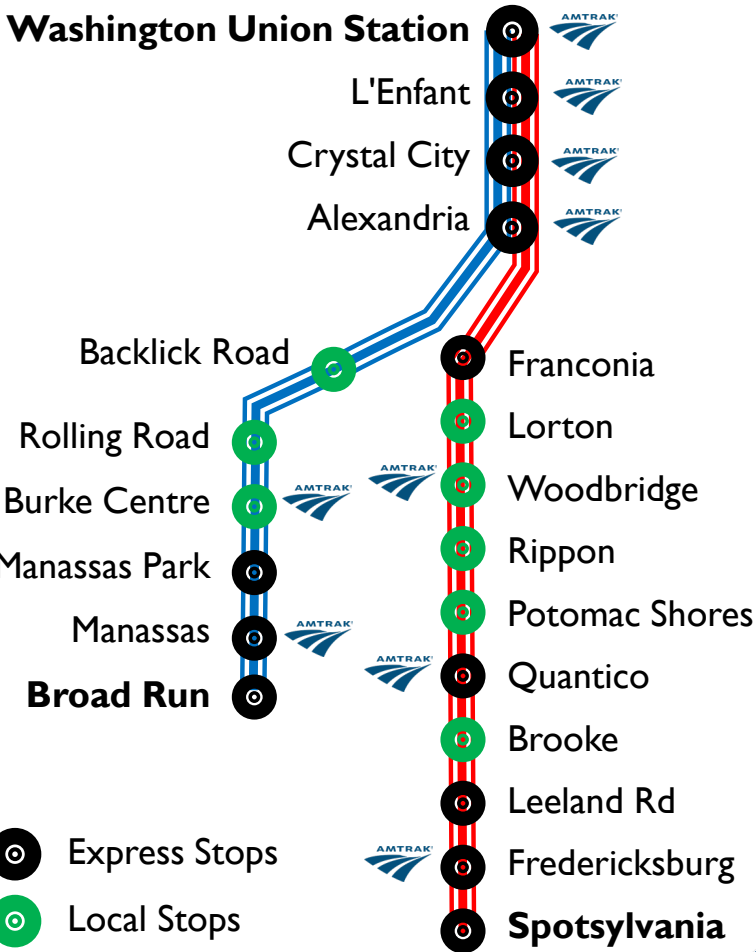 Washington Union Station
AMTRAK
L'Enfant
AMTRAK
Crystal City
AMTRAK
Alexandria
AMTRAK
Backlick Road
Franconia
Rolling Road
Lorton
Burke Centre
AMTRAK
AMTRAK
Woodbridge
Manassas Park
Rippon
Manassas
AMTRAK
Potomac Shores
Broad Run
AMTRAK
Quantico
Brooke
Leeland Rd
Express Stops
AMTRAK
Fredericksburg
Local Stops
Spotsylvania